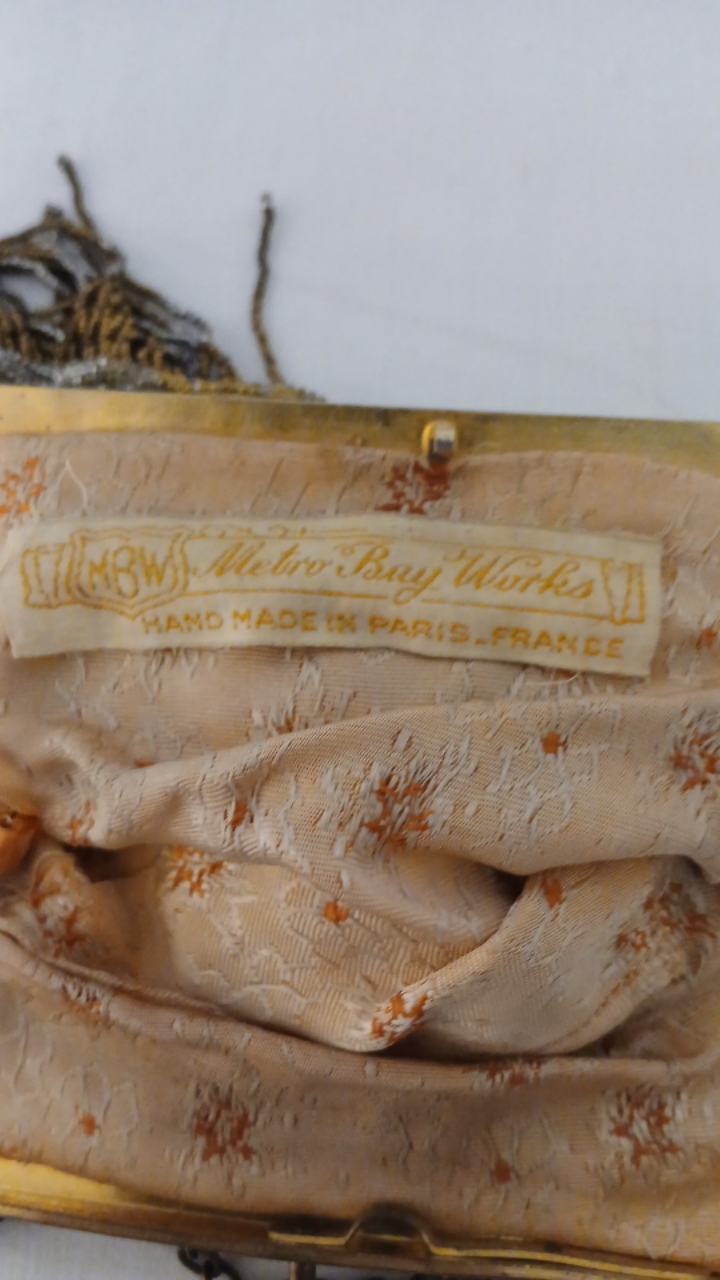 MBW Metro Bay Works
HAND MADE IN PARIS-FRANCE